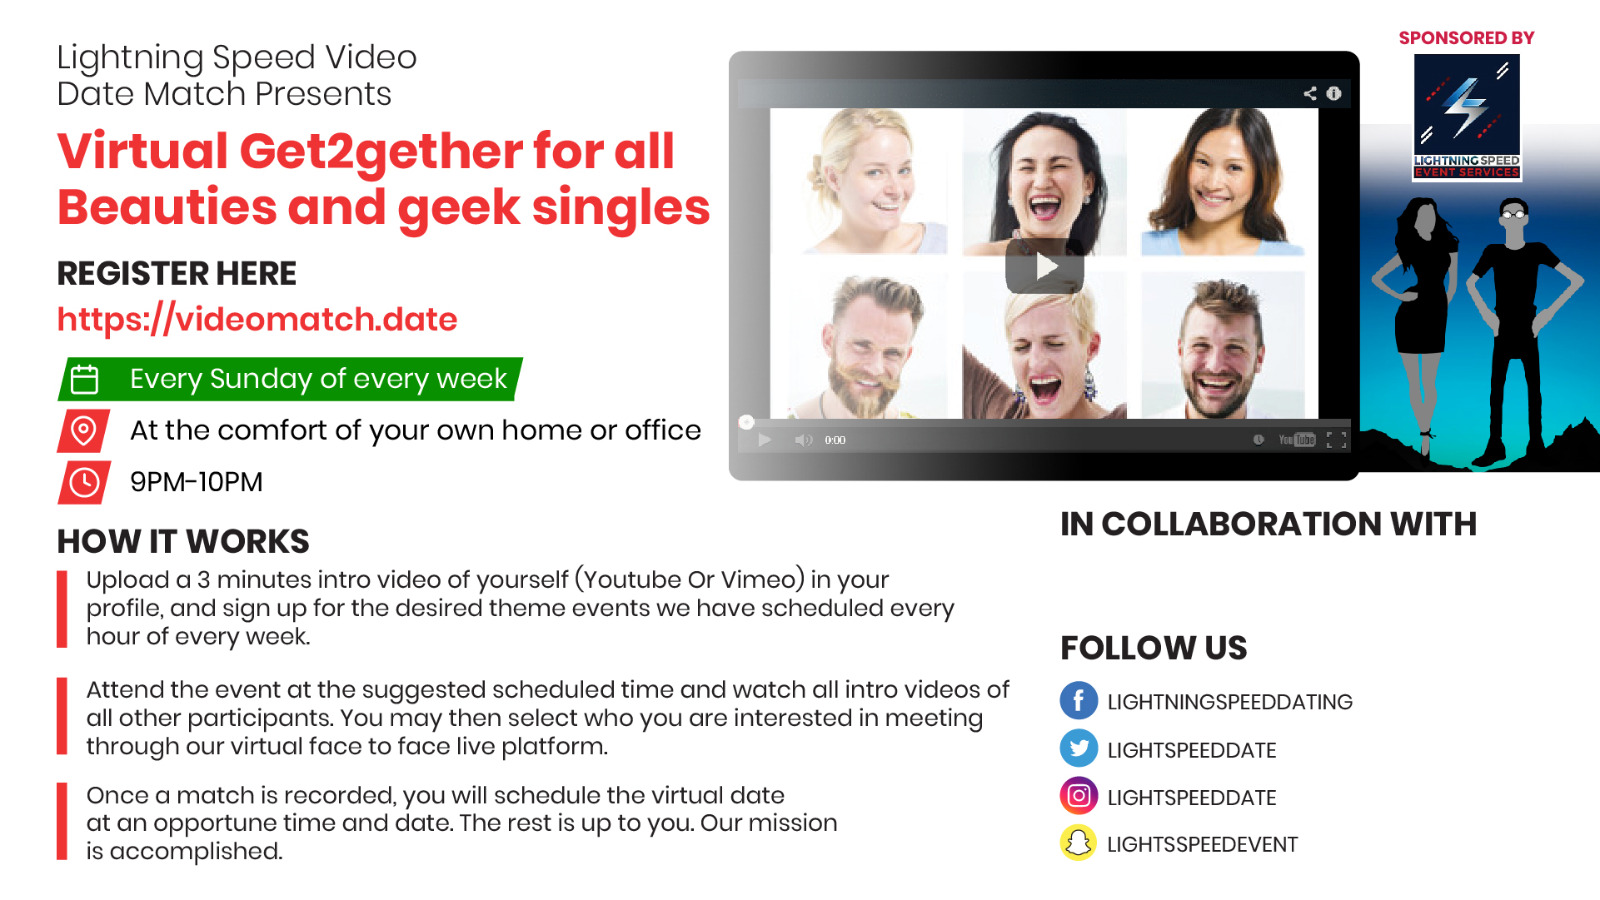 Lightning Speed Video
Date Match Presents
Virtual Get2gether for all
Beauties and geek singles
REGISTER HERE
https://videomatch.date
Every Sunday of every week
At the comfort of your own home or office
9PM-10PM
HOW IT WORKS
Upload a 3 minutes intro video of yourself (Youtube Or Vimeo) in your
profile, and sign up for the desired theme events we have scheduled every
hour of every week.
Attend the event at the suggested scheduled time and watch all intro videos of
all other participants. You may then select who you are interested in meeting
through our virtual face to face live platform.
Once a match is recorded, you will schedule the virtual date
at an opportune time and date. The rest is up to you. Our mission
is accomplished.
0:00
YouTube
SPONSORED BY
LIGHTNING SPEED
EVENT SERVICES
IN COLLABORATION WITH
FOLLOW US
LIGHTNINGSPEEDDATING
LIGHTSPEEDDATE
LIGHTSPEEDDATE
LIGHTSSPEEDEVENT